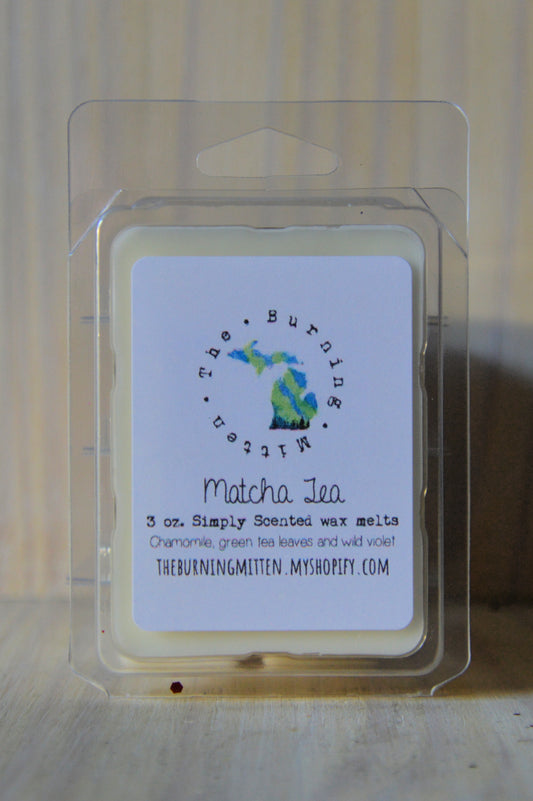 The • Burning • Mitten •
Matcha Tea
3 oz. Simply Scented wax melts
Chamomile, green tea leaves and wild violet
THEBURNINGMITTEN.MYSHOPIFY.COM